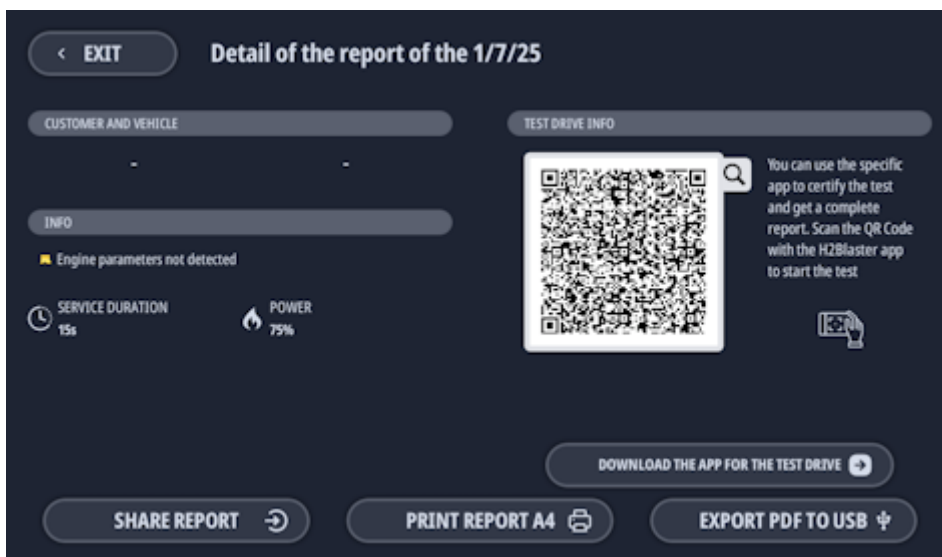 EXIT
Detail of the report of the 1/7/25
CUSTOMER AND VEHICLE
- -
INFO
Engine parameters not detected
SERVICE DURATION
15s
POWER
75%
TEST DRIVE INFO
You can use the specific
app to certify the test
and get a complete
report. Scan the QR Code
with the H2Blaster app
to start the test
DOWNLOAD THE APP FOR THE TEST DRIVE
SHARE REPORT
PRINT REPORT A4
EXPORT PDF TO USB